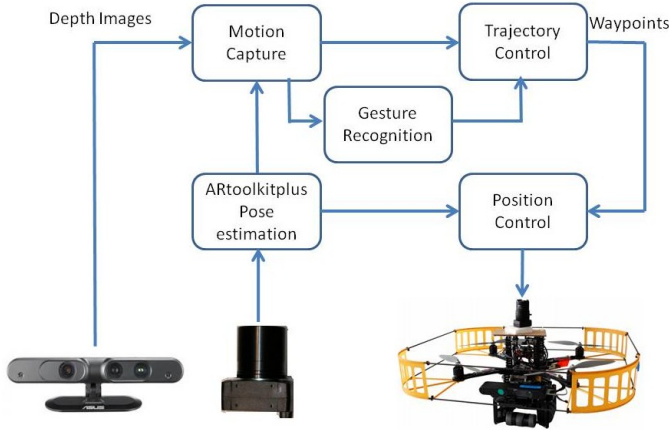 Depth Images
Motion
Capture
Trajectory
Control
Waypoints
Gesture
Recognition
ARtoolkitplus
Pose
estimation
Position
Control
ASUS